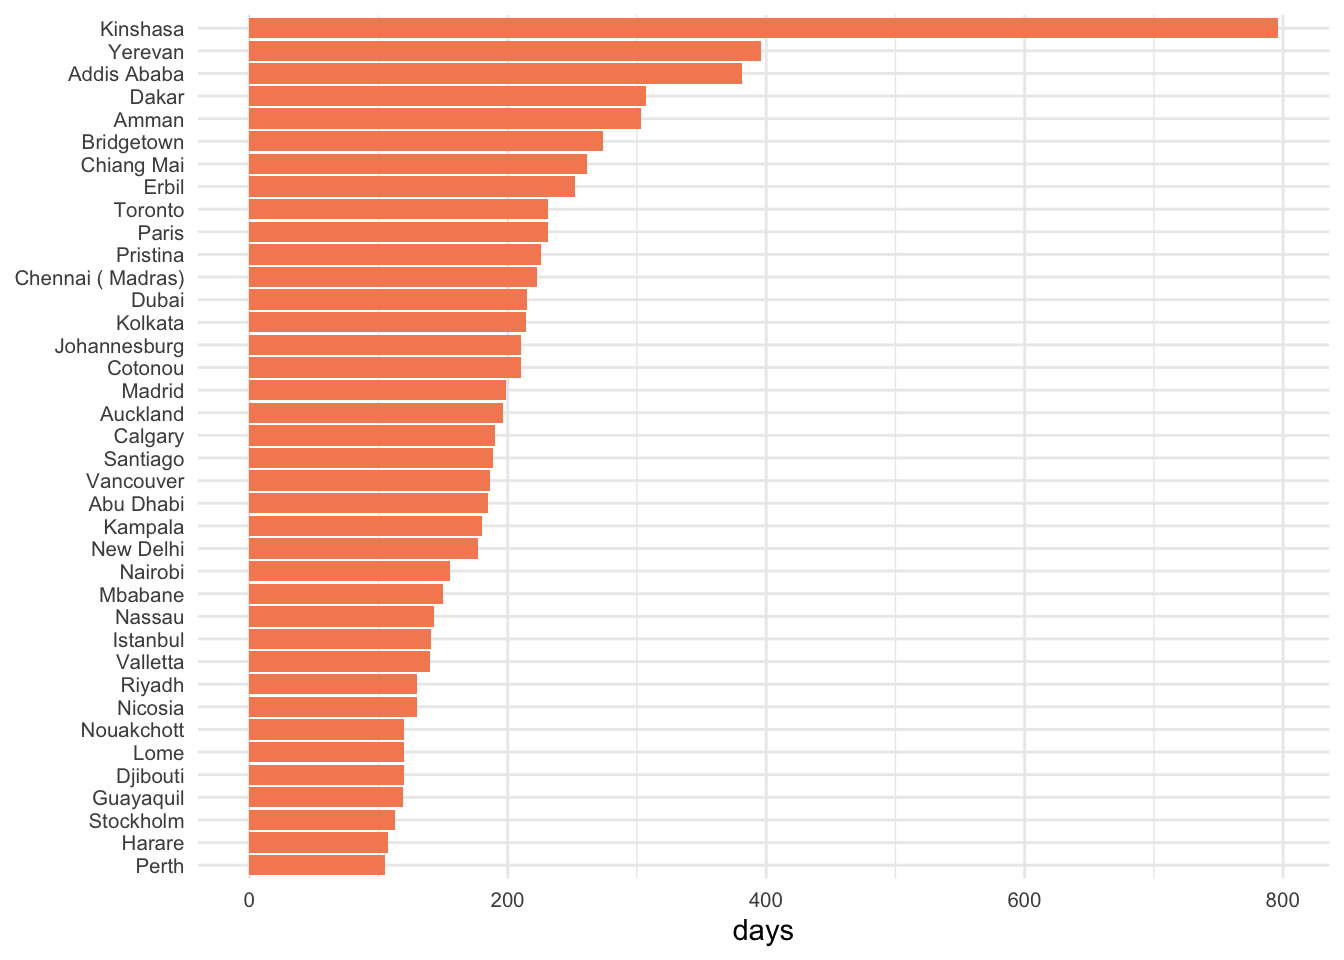 Kinshasa
Yerevan
Addis Ababa
Dakar
Amman
Bridgetown
Chiang Mai
Erbil
Toronto
Paris
Pristina
Chennai ( Madras)
Dubai
Kolkata
Johannesburg
Cotonou
Madrid
Auckland
Calgary
Santiago
Vancouver
Abu Dhabi
Kampala
New Delhi
Nairobi
Mbabane
Nassau
Istanbul
Valletta
Riyadh
Nicosia
Nouakchott
Lome
Djibouti
Guayaquil
Stockholm
Harare
Perth
0 200 400 600 800
days